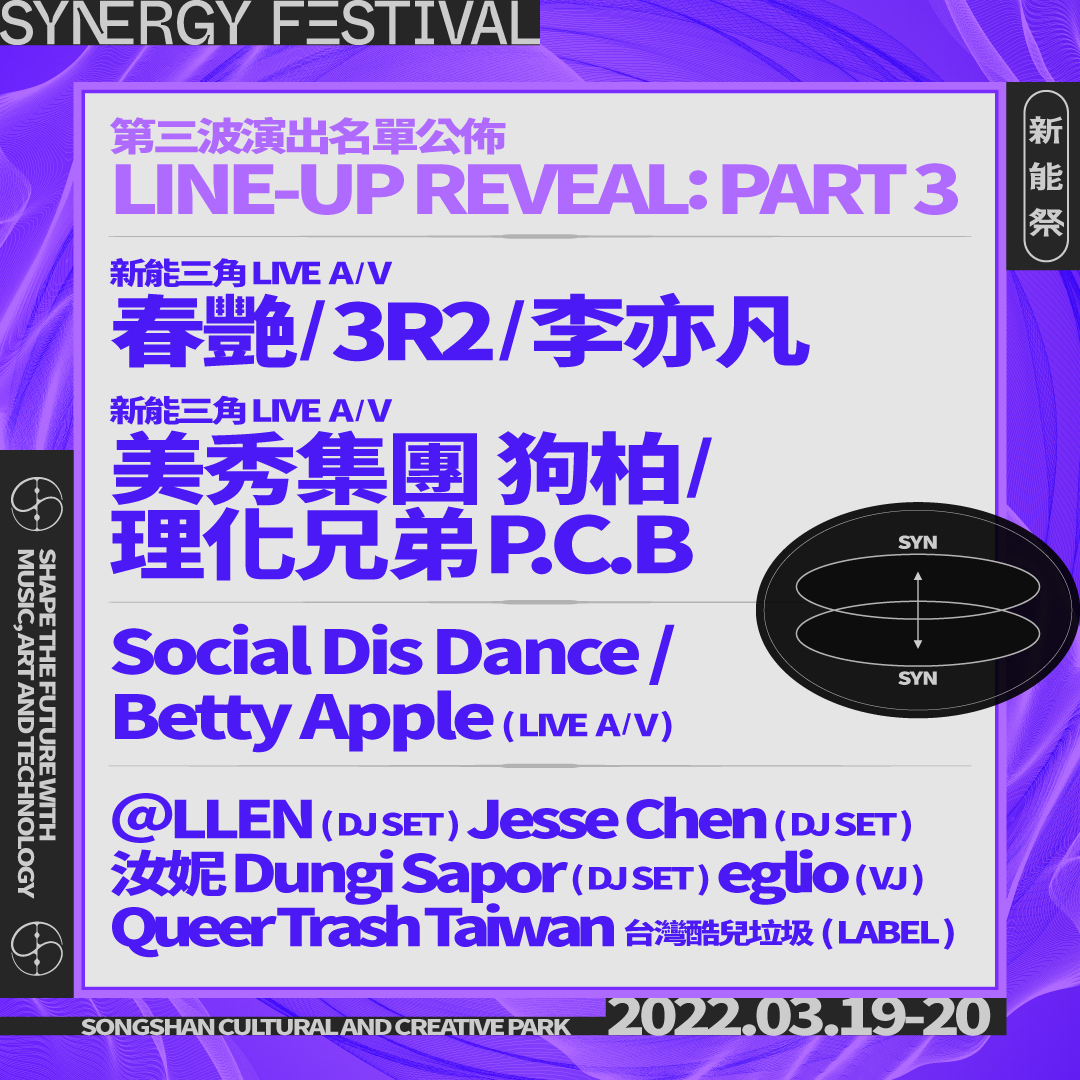 SYNERGY FESTIVAL
新能祭
第三波演出名單公佈
LINE-UP REVEAL: PART 3
新能三角 LIVE A/V
春艷/3R2/李亦凡
新能三角 LIVE A/V
美秀集團 狗柏/
理化兄弟 P.C.B
SYN
SYN
Social Dis Dance /
Betty Apple (LIVE A/V)
@LLEN (DJ SET) Jesse Chen (DJ SET)
汝妮 Dungi Sapor (DJ SET) eglio (VJ)
Queer Trash Taiwan 台灣酷兒垃圾 (LABEL)
SHAPE THE FUTURE WITH
MUSIC, ART AND TECHNOLOGY
SONGSHAN CULTURAL AND CREATIVE PARK
2022.03.19-20